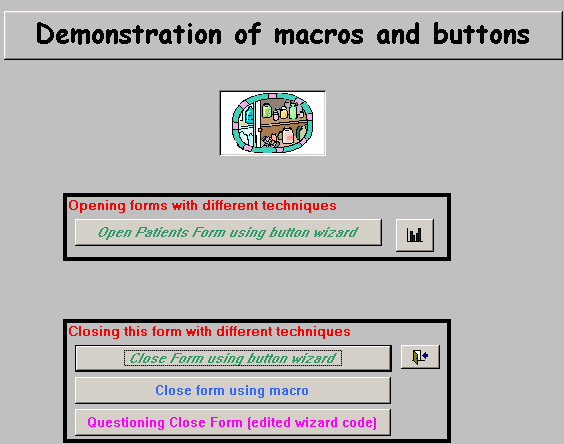 Demonstration of macros and buttons
Opening forms with different techniques
Open Patients Form using button wizard
Closing this form with different techniques
Close Form using button wizard
Close form using macro
Questioning Close Form (edited wizard code)